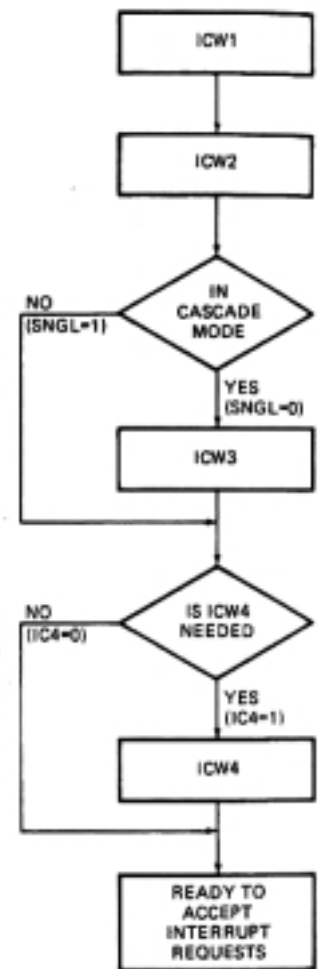 ICW1
ICW2
IN
CASCADE
MODE
NO
(SNGL=1)
YES
(SNGL=0)
ICW3
IS ICW4
NEEDED
NO
(IC4=0)
YES
(IC4=1)
ICW4
READY TO
ACCEPT
INTERRUPT
REQUESTS